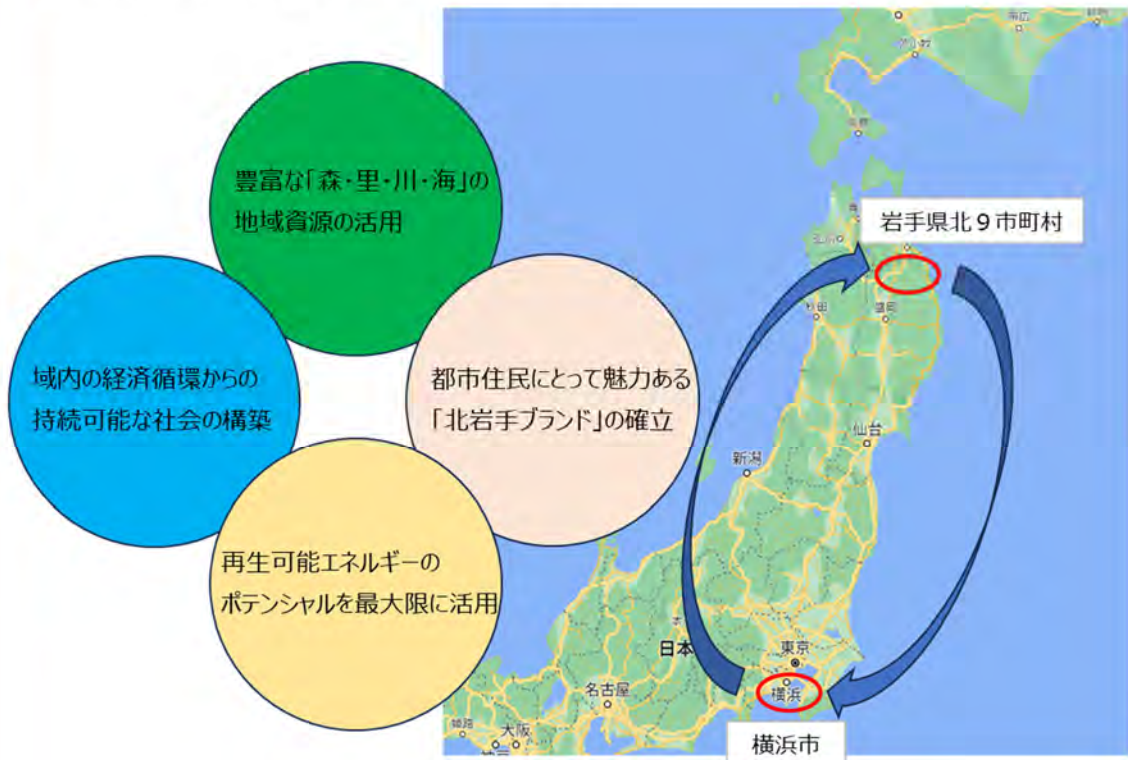 豊富な「森・里・川・海」の
地域資源の活用
域内の経済循環からの
持続可能な社会の構築
都市住民にとって魅力ある
「北岩手ブランド」の確立
再生可能エネルギーの
ポテンシャルを最大限に活用
岩手県北９市町村
盛岡
仙台
新潟
日本
東京
横浜
名古屋
大阪
横浜市